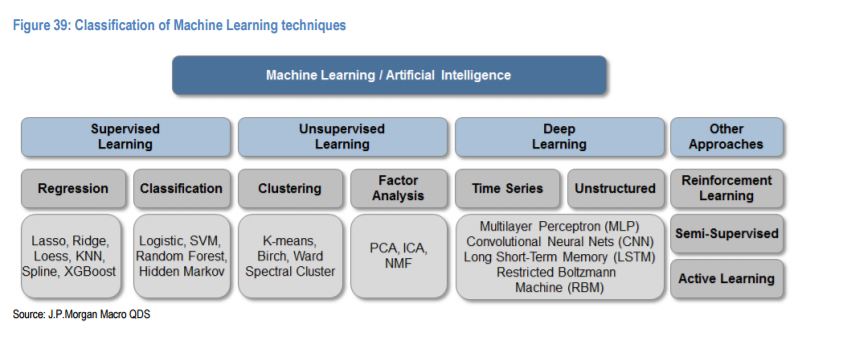 Figure 39: Classification of Machine Learning techniques
Machine Learning / Artificial Intelligence
Supervised
Learning
Unsupervised
Learning
Deep
Learning
Other
Approaches
Regression
Classification
Clustering
Factor
Analysis
Time Series
Unstructured
Reinforcement
Learning
Lasso, Ridge,
Loess, KNN,
Spline, XGBoost
Logistic, SVM,
Random Forest,
Hidden Markov
K-means,
Birch, Ward
Spectral Cluster
PCA, ICA,
NMF
Multilayer Perceptron (MLP)
Convolutional Neural Nets (CNN)
Long Short-Term Memory (LSTM)
Restricted Boltzmann
Machine (RBM)
Semi-Supervised
Active Learning
Source: J.P.Morgan Macro QDS